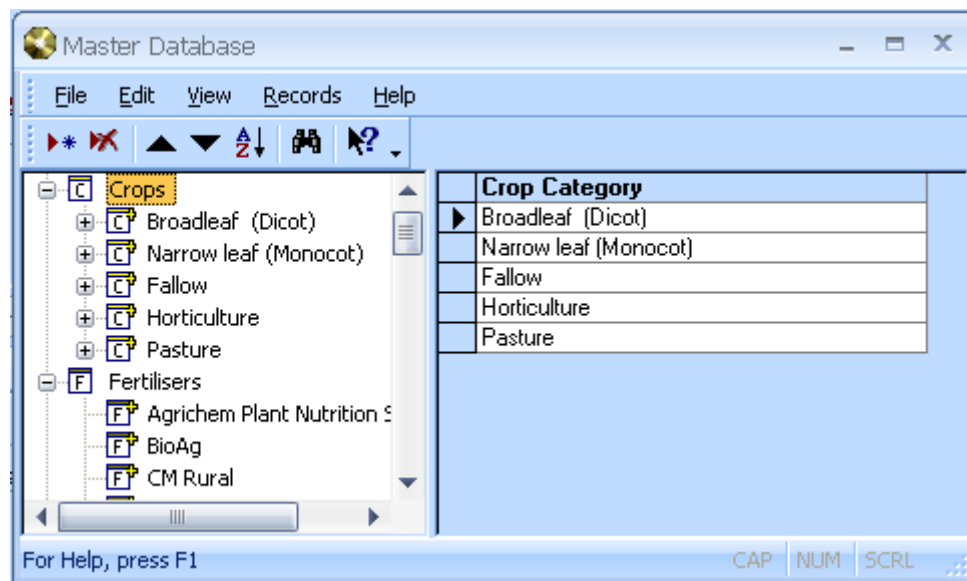 Master Database
File Edit View Records Help
Crops
Broadleaf (Dicot)
Narrow leaf (Monocot)
Fallow
Horticulture
Pasture
Fertilisers
Agrichem Plant Nutrition S
BioAg
CM Rural
Crop Category
Broadleaf (Dicot)
Narrow leaf (Monocot)
Fallow
Horticulture
Pasture
For Help, press F1
CAP NUM SCRL